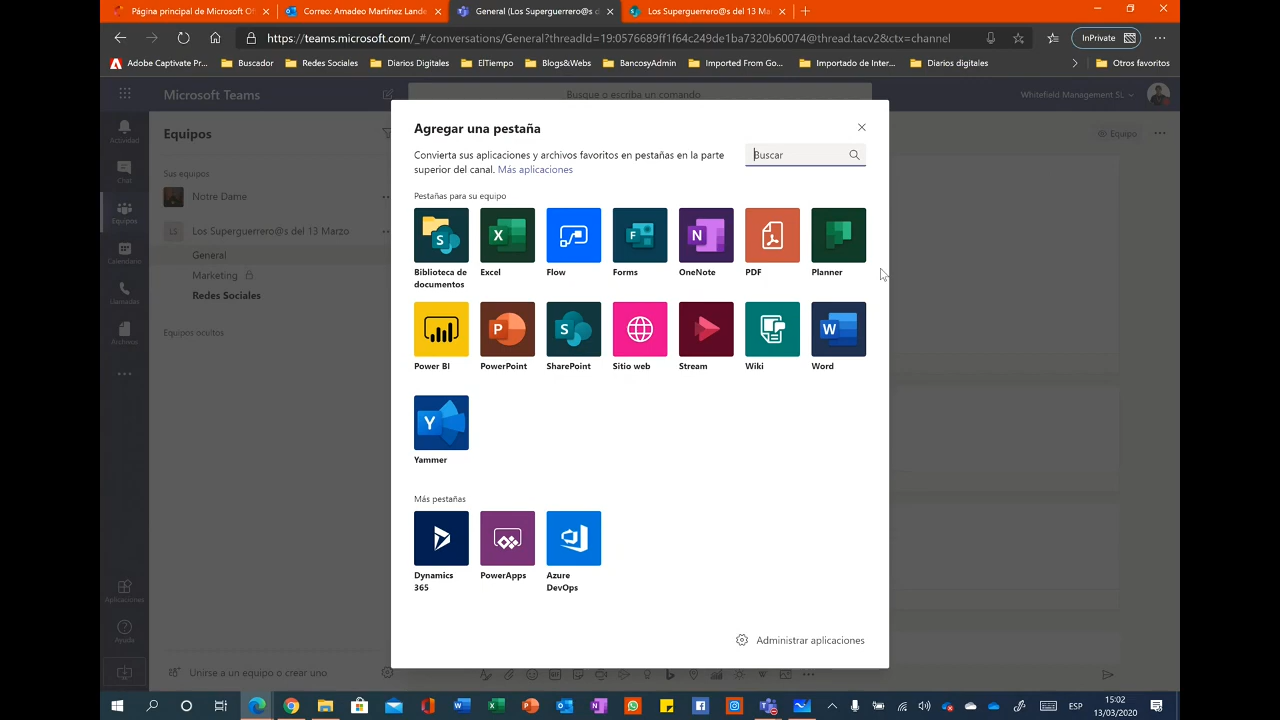 Página principal de Microsoft Of
Correo: Amadeo Martínez Lande
General (Los Superguerrero@s d
Los Superguerrero@s del 13 Ma
https://teams.microsoft.com/_#/conversations/General?threadId=19:0576689ff1f64c249de1ba7320b60074@thread.tacv2&ctx=channel
InPrivate
Adobe Captivate Pr...
Buscador
Redes Sociales
Diarios Digitales
ElTiempo
Blogs&Webs
BancosyAdmin
Imported From Go...
Importado de Inter...
Diarios digitales
Otros favoritos
Microsoft Teams
Busque o escriba un comando
Whitefield Management SL
Actividad
Chat
Equipos
Calendario
Llamadas
Archivos
Aplicaciones
Ayuda
Equipos
Sus equipos
Notre Dame
LS
Los Superguerrero@s del 13 Marzo
General
Marketing
Redes Sociales
Equipos ocultos
Unirse a un equipo o crear uno
Equipo
Agregar una pestaña
Convierta sus aplicaciones y archivos favoritos en pestañas en la parte
superior del canal. Más aplicaciones
Buscar
Pestañas para su equipo
Biblioteca de
documentos
Excel
Flow
Forms
OneNote
PDF
Planner
Power BI
PowerPoint
SharePoint
Sitio web
Stream
Wiki
Word
Yammer
Más pestañas
Dynamics
365
PowerApps
Azure
DevOps
Administrar aplicaciones
ESP
15:02
13/03/2020